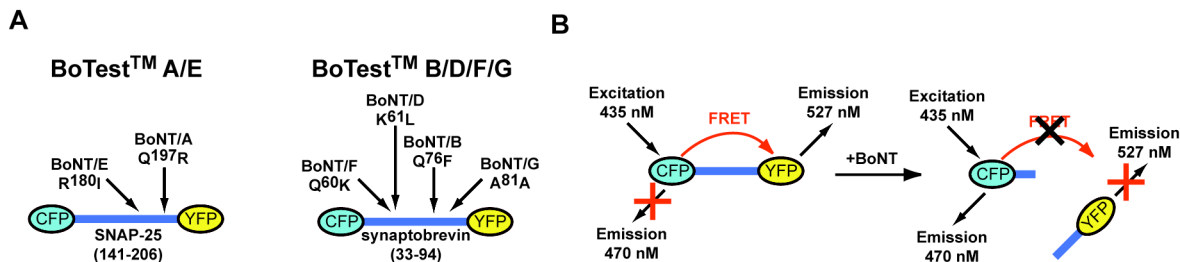 A
BoTest™ A/E
BoNT/E
R180I
BoNT/A
Q197R
CFP
YFP
SNAP-25
(141-206)
BoTest™ B/D/F/G
BoNT/D
K61L
BoNT/F
Q60K
BoNT/B
Q76F
BoNT/G
A81A
CFP
YFP
synaptobrevin
(33-94)
B
Excitation
435 nM
FRET
Emission
527 nM
CFP
YFP
Emission
470 nM
+BoNT
Excitation
435 nM
FRET
Emission
527 nM
CFP
YFP
Emission
470 nM